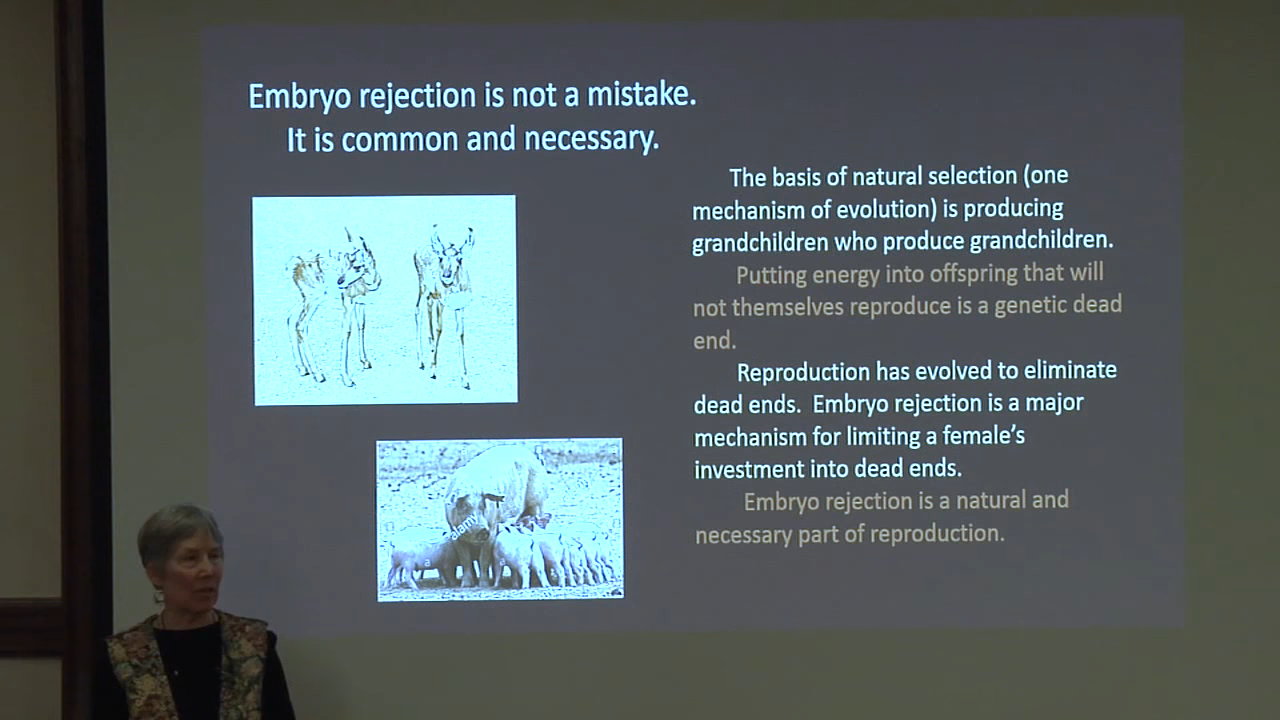 Embryo rejection is not a mistake.
It is common and necessary.
The basis of natural selection (one
mechanism of evolution) is producing
grandchildren who produce grandchildren.
Putting energy into offspring that will
not themselves reproduce is a genetic dead
end.
Reproduction has evolved to eliminate
dead ends.  Embryo rejection is a major
mechanism for limiting a female's
investment into dead ends.
Embryo rejection is a natural and
necessary part of reproduction.
alamy
a
a